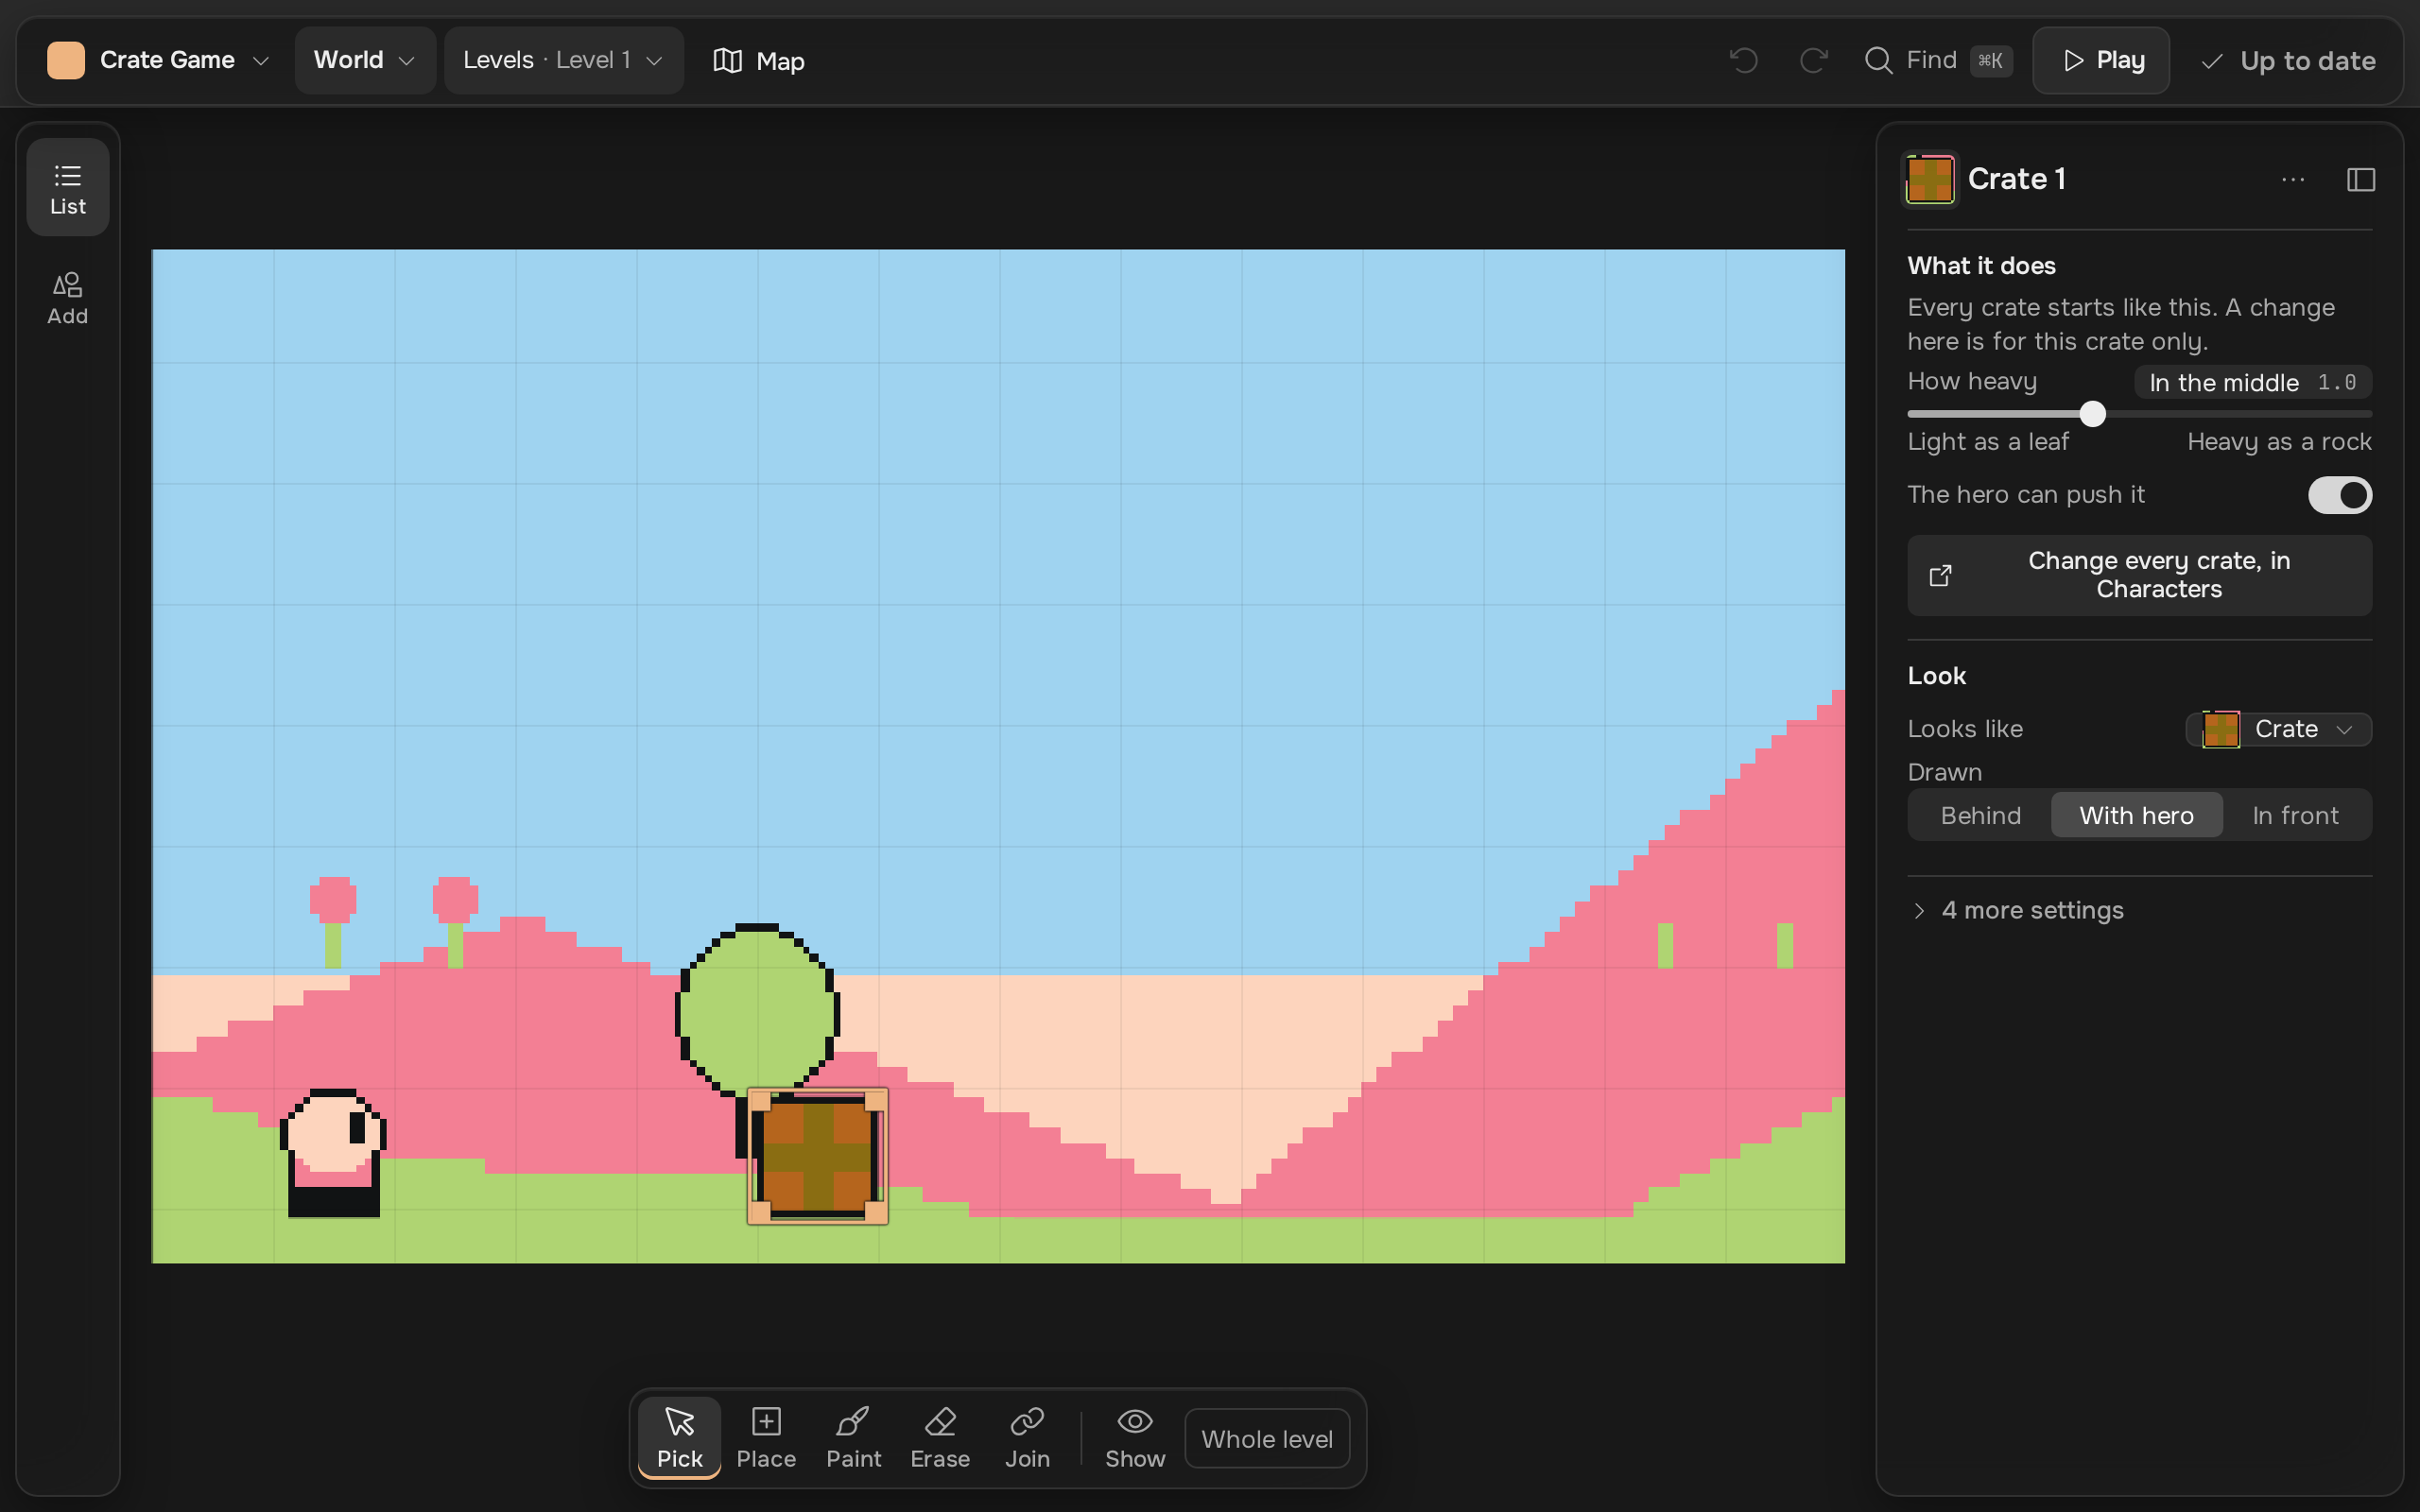 Crate Game
World
Levels · Level 1
Map
Find ⌘K
Play
Up to date
List
Add
Crate 1
What it does
Every crate starts like this. A change
here is for this crate only.
How heavy
In the middle 1.0
Light as a leaf
Heavy as a rock
The hero can push it
Change every crate, in
Characters
Look
Looks like
Crate
Drawn
Behind
With hero
In front
4 more settings
Pick
Place
Paint
Erase
Join
Show
Whole level